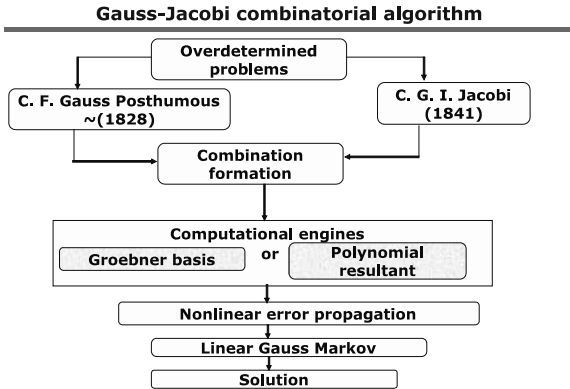 Gauss-Jacobi combinatorial algorithm
Overdetermined
problems
C. F. Gauss Posthumous
~(1828)
C. G. I. Jacobi
(1841)
Combination
formation
Computational engines
Groebner basis
or
Polynomial
resultant
Nonlinear error propagation
Linear Gauss Markov
Solution